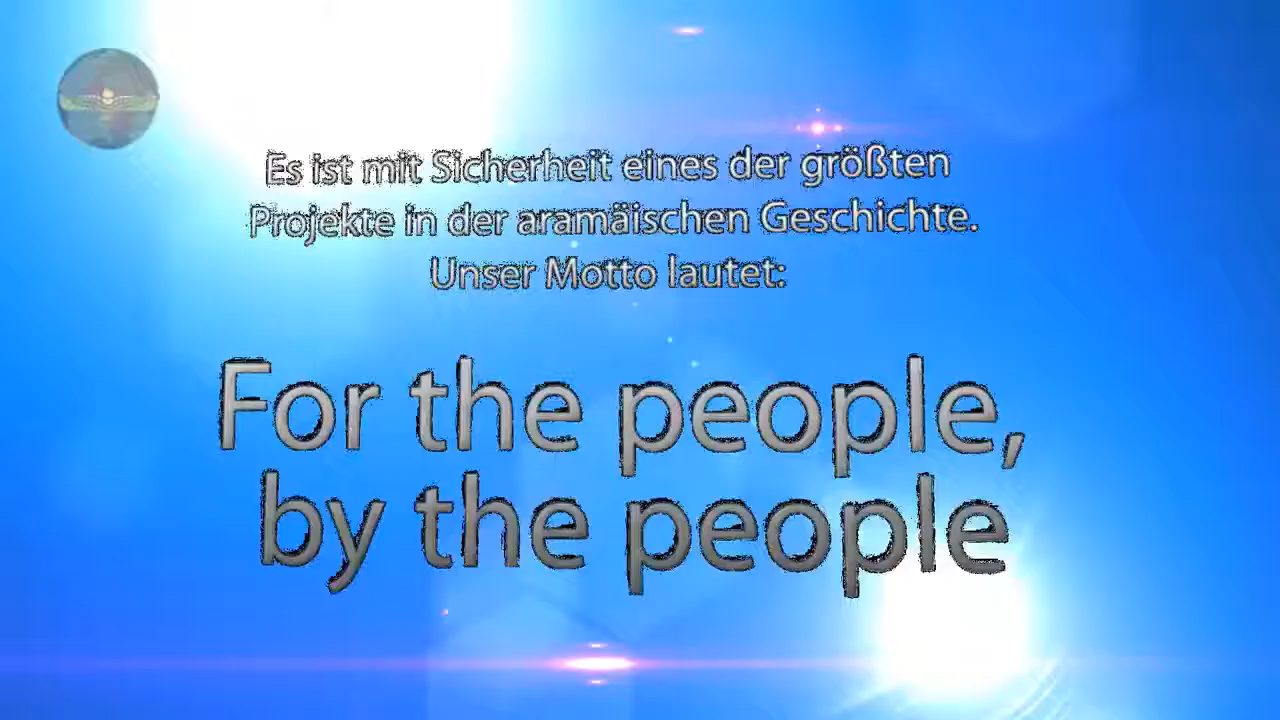 Es ist mit Sicherheit eines der größten
Projekte in der aramäischen Geschichte.
Unser Motto lautet:
For the people,
by the people